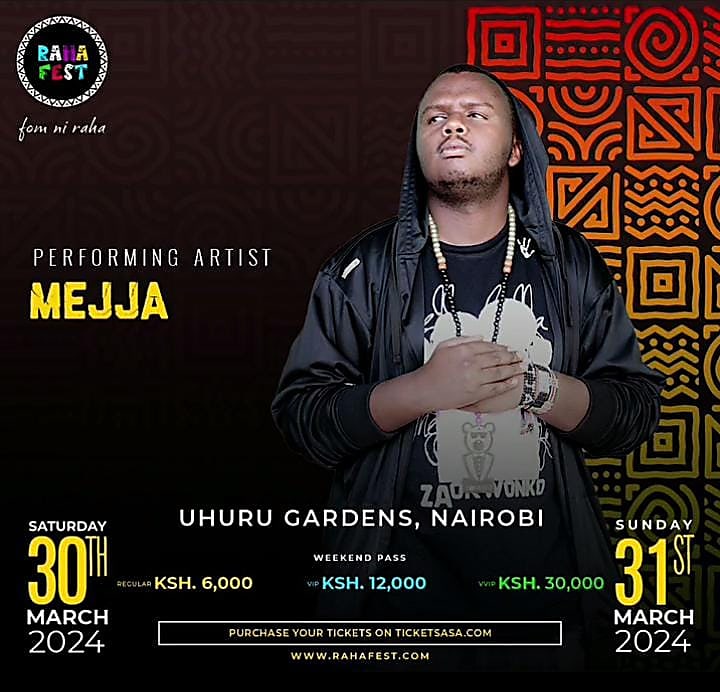 RAHA
FEST
fom ni raha
PERFORMING ARTIST
MEJJA
ZACK WONKO
UHURU GARDENS, NAIROBI
SATURDAY
30TH
MARCH
2024
WEEKEND PASS
REGULAR KSH. 6,000
VIP KSH. 12,000
VVIP KSH. 30,000
SUNDAY
31ST
MARCH
2024
PURCHASE YOUR TICKETS ON TICKETSASA.COM
WWW.RAHAFEST.COM